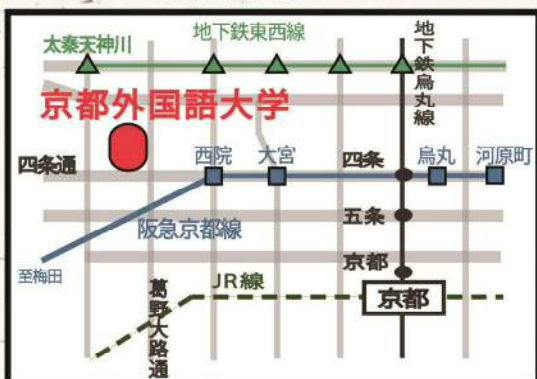 地下鉄東西線
太秦天神川
地下鉄烏丸線
京都外国語大学
四条通
西院
大宮
四条
烏丸
河原町
阪急京都線
五条
至梅田
京都
JR線
京都
葛野大路通